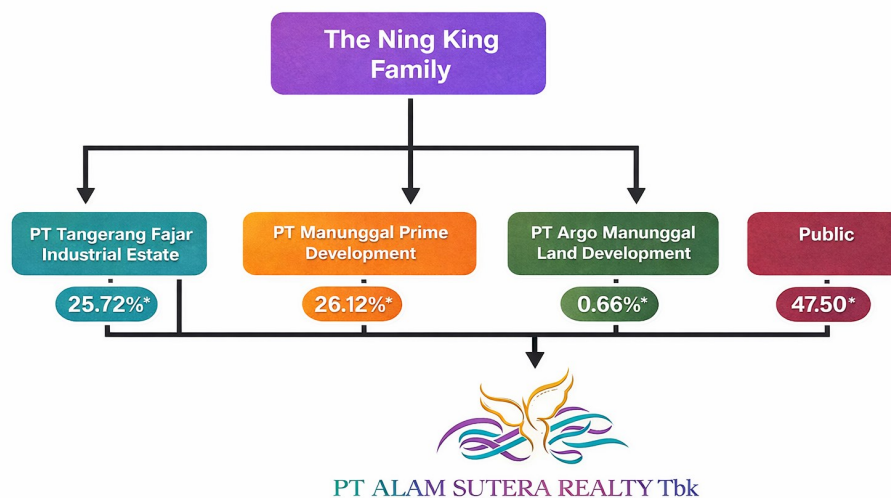 The Ning King
Family
PT Tangerang Fajar
Industrial Estate
PT Manunggal Prime
Development
PT Argo Manunggal
Land Development
Public
25.72%*
26.12%*
0.66%*
47.50*
PT ALAM SUTERA REALTY Tbk